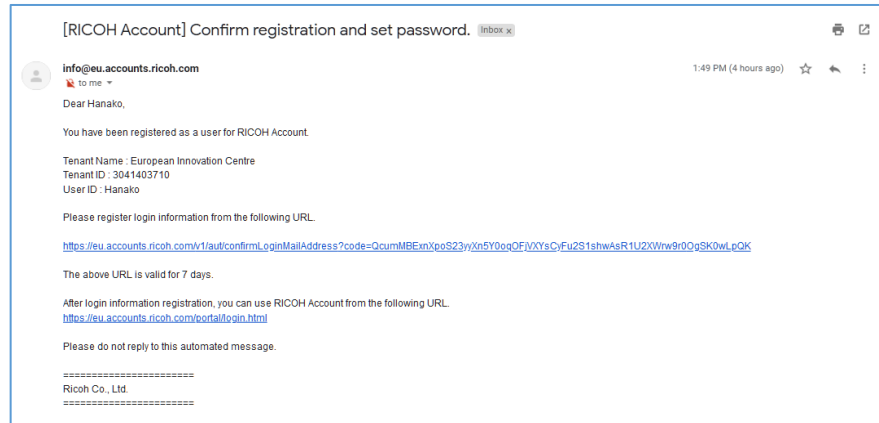 [RICOH Account] Confirm registration and set password. Inbox x
info@eu.accounts.ricoh.com 1:49 PM (4 hours ago)
to me
Dear Hanako,
You have been registered as a user for RICOH Account.
Tenant Name : European Innovation Centre
Tenant ID : 3041403710
User ID : Hanako
Please register login information from the following URL.
https://eu.accounts.ricoh.com/v1/aut/confirmLoginMailAddress?code=QcumMBExnXpoS23yyXn5Y0oqOFjVXYsCyFu2S1shwAsR1U2XWrw9r0OgSK0wLpQK
The above URL is valid for 7 days.
After login information registration, you can use RICOH Account from the following URL.
https://eu.accounts.ricoh.com/portal/login.html
Please do not reply to this automated message.
=======================
Ricoh Co., Ltd.
=======================